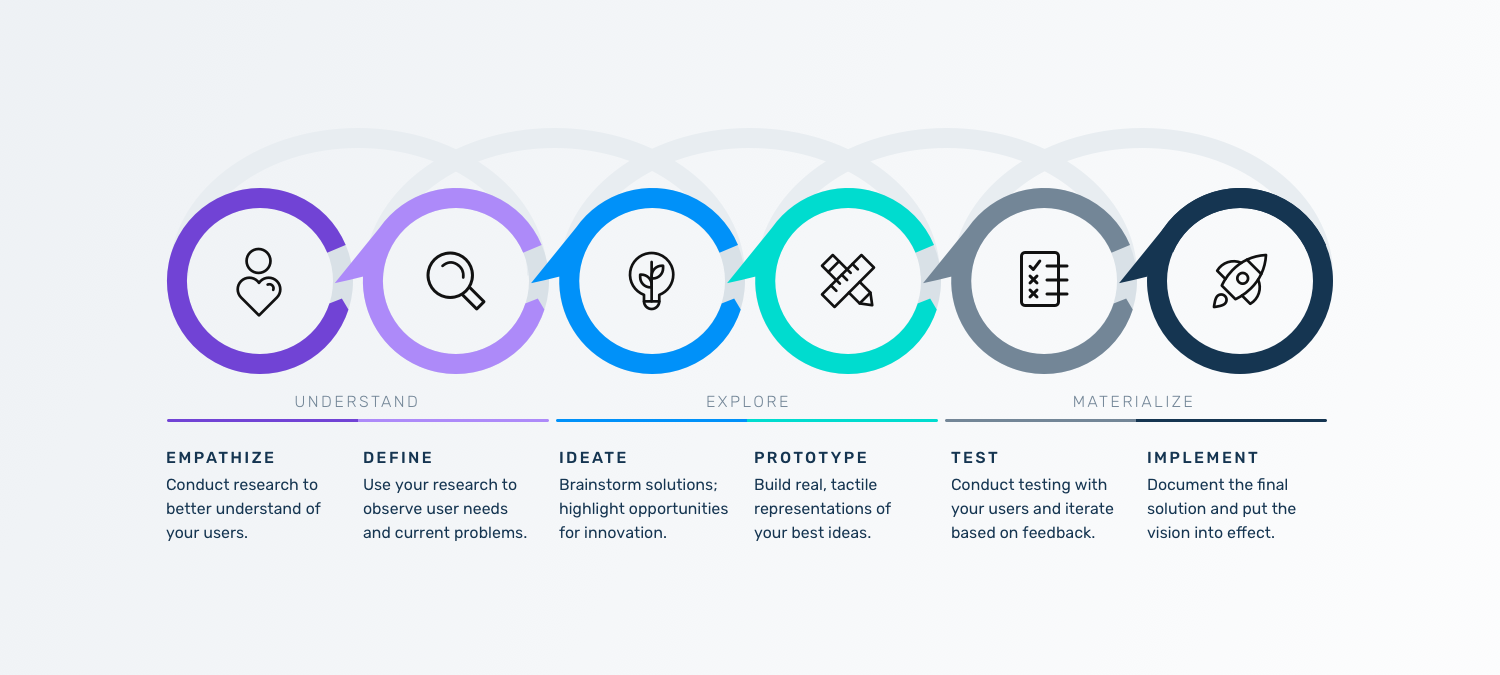 UNDERSTAND
EXPLORE
MATERIALIZE
EMPATHIZE
Conduct research to
better understand of
your users.
DEFINE
Use your research to
observe user needs
and current problems.
IDEATE
Brainstorm solutions;
highlight opportunities
for innovation.
PROTOTYPE
Build real, tactile
representations of
your best ideas.
TEST
Conduct testing with
your users and iterate
based on feedback.
IMPLEMENT
Document the final
solution and put the
vision into effect.